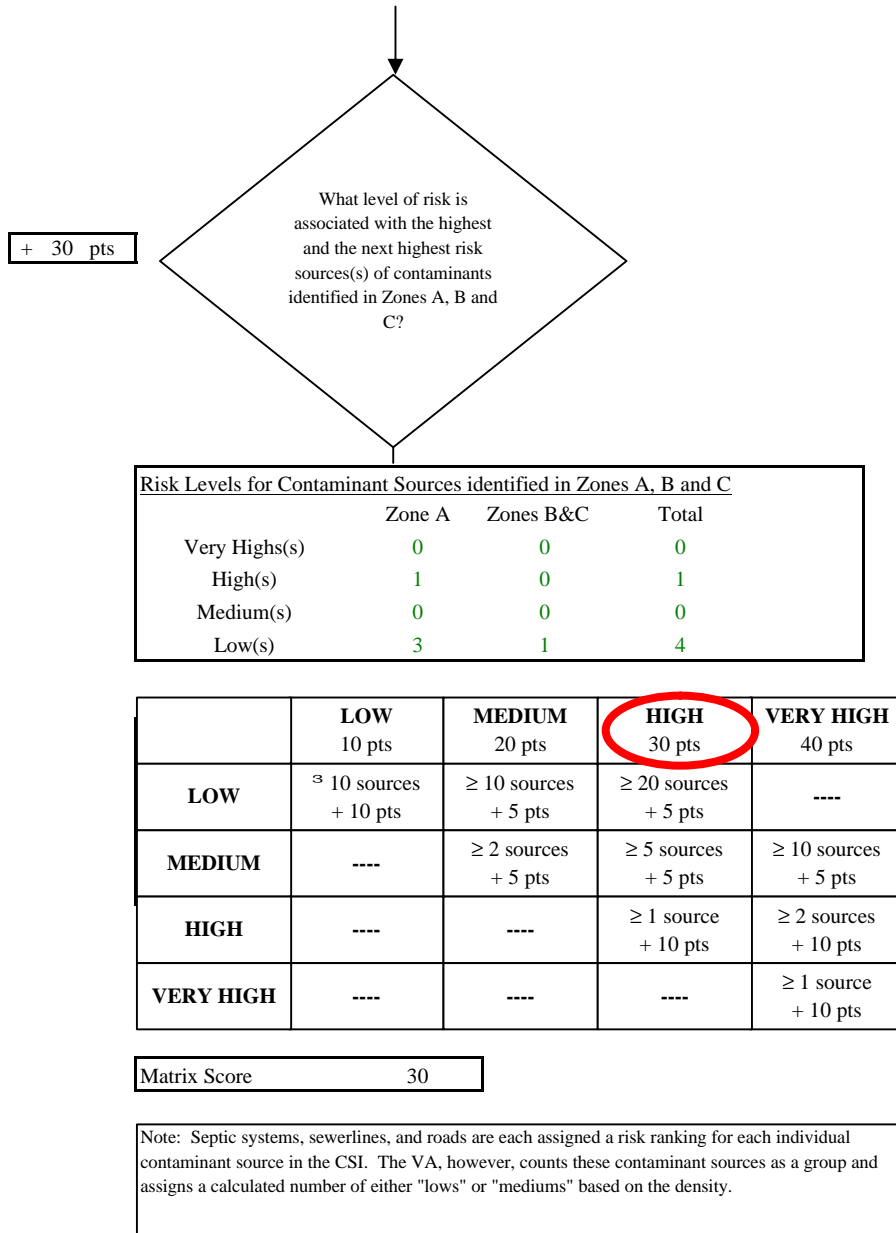 What level of risk is
associated with the highest
and the next highest risk
sources(s) of contaminants
identified in Zones A, B and
C?
+ 30 pts
Risk Levels for Contaminant Sources identified in Zones A, B and C
Zone A Zones B&C Total
Very Highs(s) 0 0 0
High(s) 1 0 1
Medium(s) 0 0 0
Low(s) 3 1 4
LOW MEDIUM HIGH VERY HIGH
10 pts 20 pts 30 pts 40 pts
LOW ³ 10 sources ≥ 10 sources ≥ 20 sources ----
+ 10 pts + 5 pts + 5 pts
MEDIUM ---- ≥ 2 sources ≥ 5 sources ≥ 10 sources
+ 5 pts + 5 pts + 5 pts
HIGH ---- ---- ≥ 1 source ≥ 2 sources
+ 10 pts + 10 pts
VERY HIGH ---- ---- ---- ≥ 1 source
+ 10 pts
Matrix Score 30
Note: Septic systems, sewerlines, and roads are each assigned a risk ranking for each individual
contaminant source in the CSI. The VA, however, counts these contaminant sources as a group and
assigns a calculated number of either "lows" or "mediums" based on the density.